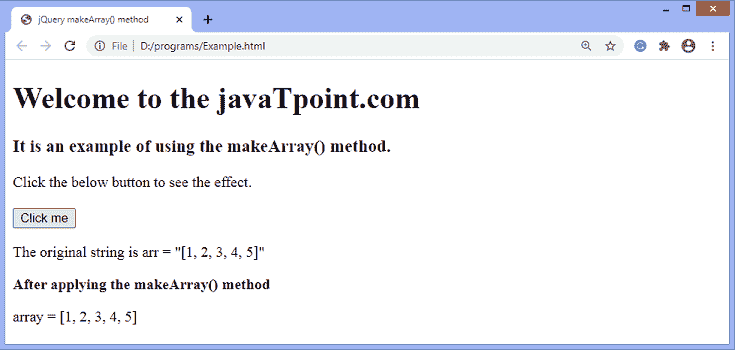 jQuery makeArray() method
File | D:/programs/Example.html
Welcome to the javaTpoint.com
It is an example of using the makeArray() method.
Click the below button to see the effect.
Click me
The original string is arr = "[1, 2, 3, 4, 5]"
After applying the makeArray() method
array = [1, 2, 3, 4, 5]